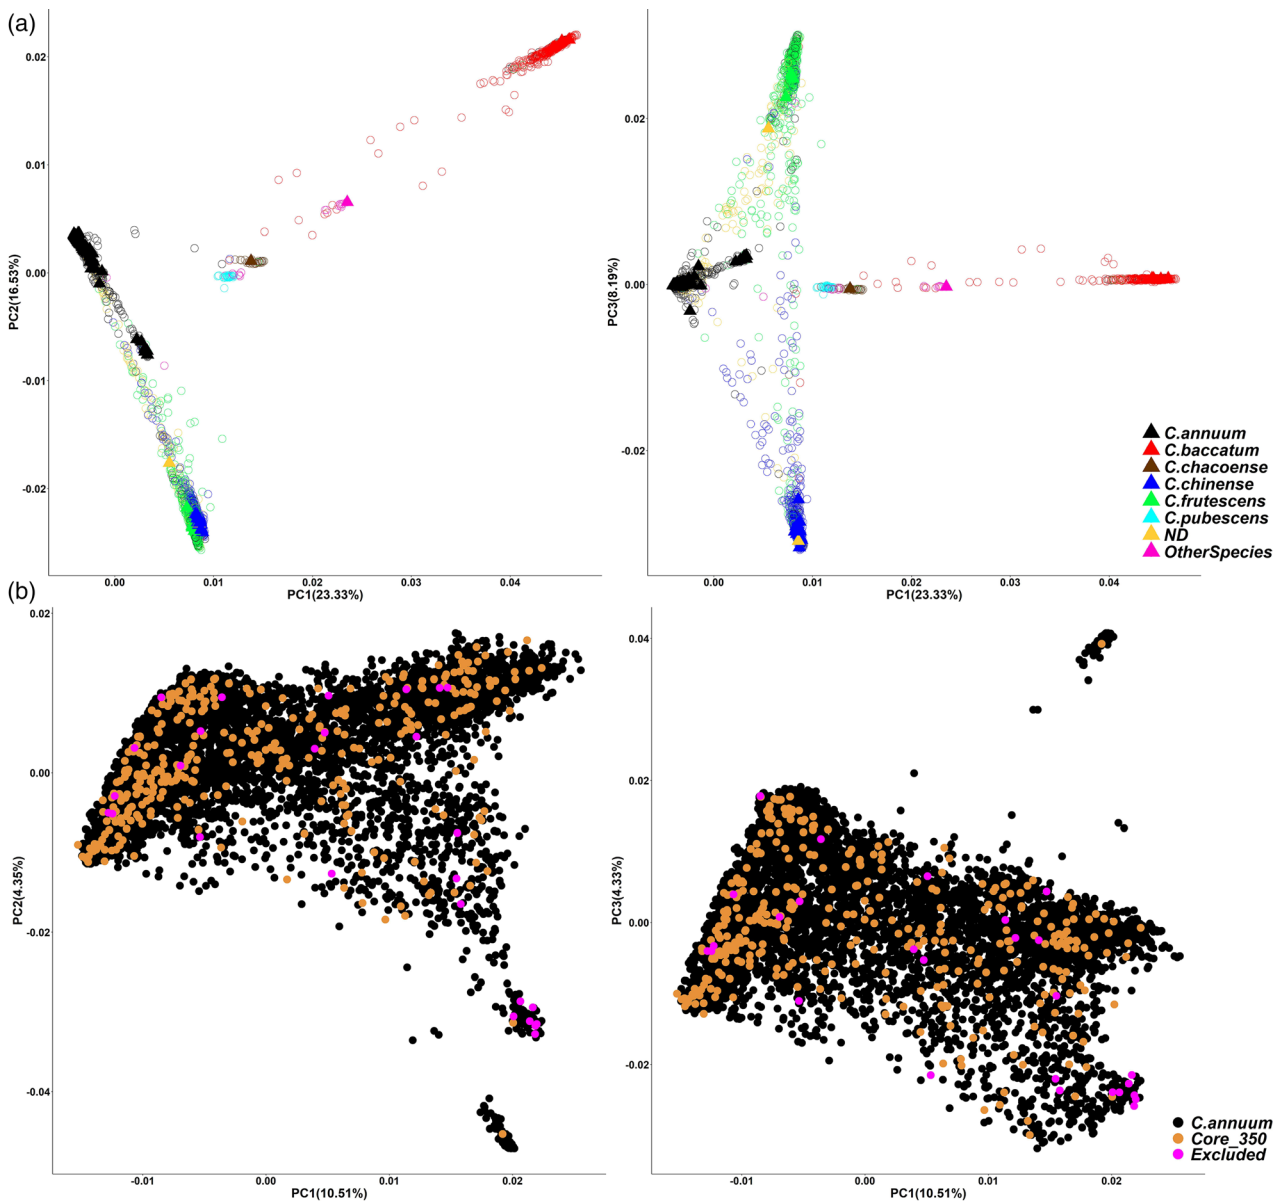 (a)
0.02
0.01
0.00
-0.01
-0.02
PC2(16.53%)
0.00
0.01
0.02
0.03
0.04
PC1(23.33%)
0.02
0.00
-0.02
PC3(8.19%)
0.00
0.01
0.02
0.03
0.04
PC1(23.33%)
C.annuum
C.baccatum
C.chacoense
C.chinense
C.frutescens
C.pubescens
ND
OtherSpecies
(b)
0.02
0.00
-0.02
-0.04
PC2(4.35%)
-0.01
0.00
0.01
0.02
PC1(10.51%)
0.04
0.02
0.00
-0.02
PC3(4.33%)
-0.01
0.00
0.01
0.02
PC1(10.51%)
C.annuum
Core_350
Excluded